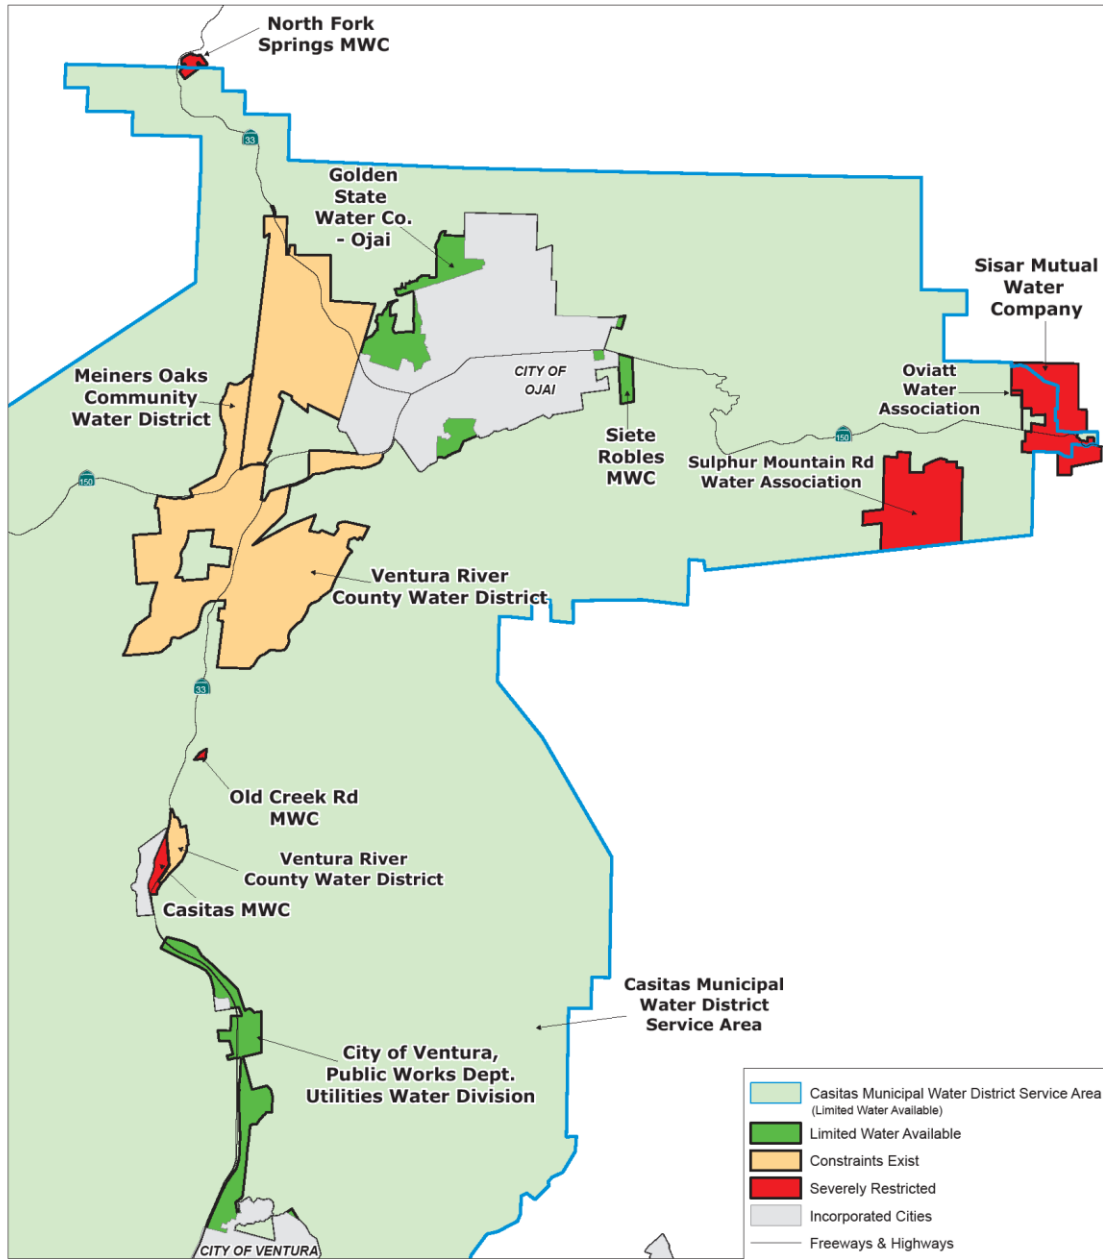 North Fork
Springs MWC
33
Golden
State
Water Co.
- Ojai
Sisar Mutual
Water
Company
Meiners Oaks
Community
Water District
CITY OF
OJAI
Oviatt
Water
Association
150
Siete
Robles
MWC
Sulphur Mountain Rd
Water Association
150
Ventura River
County Water District
33
Old Creek Rd
MWC
Ventura River
County Water District
Casitas MWC
Casitas Municipal
Water District
Service Area
City of Ventura,
Public Works Dept.
Utilities Water Division
CITY OF VENTURA
Casitas Municipal Water District Service Area
(Limited Water Available)
Limited Water Available
Constraints Exist
Severely Restricted
Incorporated Cities
Freeways & Highways